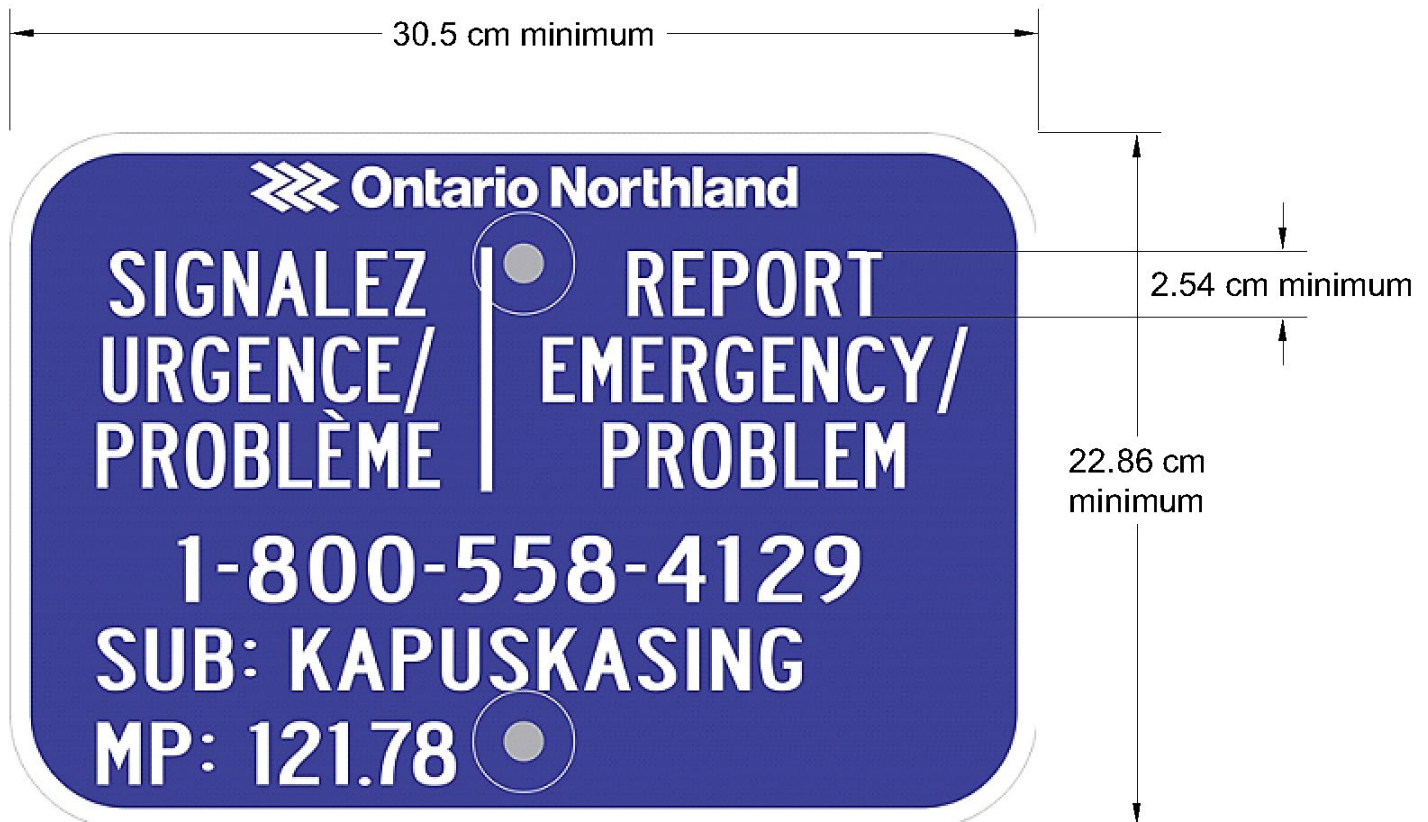 30.5 cm minimum
Ontario Northland
SIGNALEZ
URGENCE/
PROBLÈME
REPORT
EMERGENCY/
PROBLEM
1-800-558-4129
SUB: KAPUSKASING
MP: 121.78
2.54 cm minimum
22.86 cm
minimum